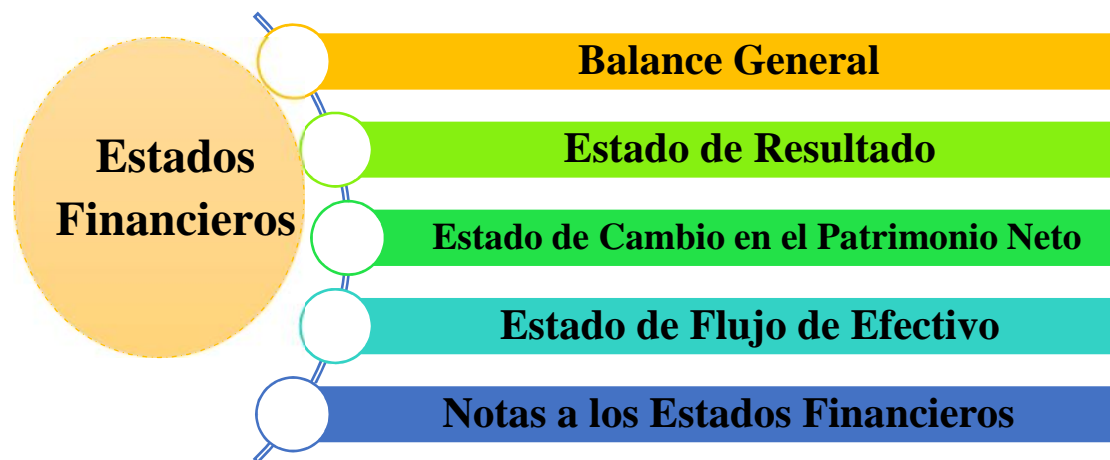 Estados
Financieros
Balance General
Estado de Resultado
Estado de Cambio en el Patrimonio Neto
Estado de Flujo de Efectivo
Notas a los Estados Financieros